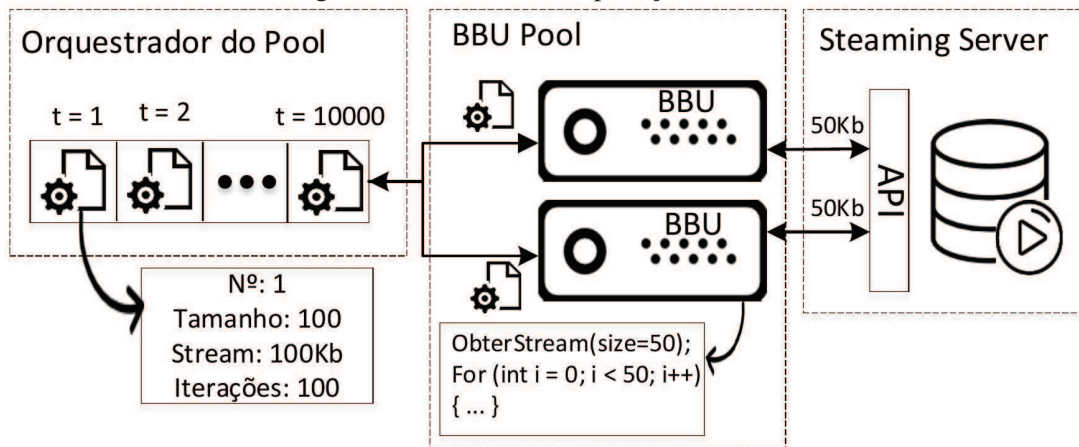 Orquestrador do Pool
t = 1
t = 2
t = 10000
Nº: 1
Tamanho: 100
Stream: 100Kb
Iterações: 100
BBU Pool
BBU
BBU
ObterStream(size=50);
For (int i = 0; i < 50; i++)
{ ... }
Steaming Server
50Kb
50Kb
API